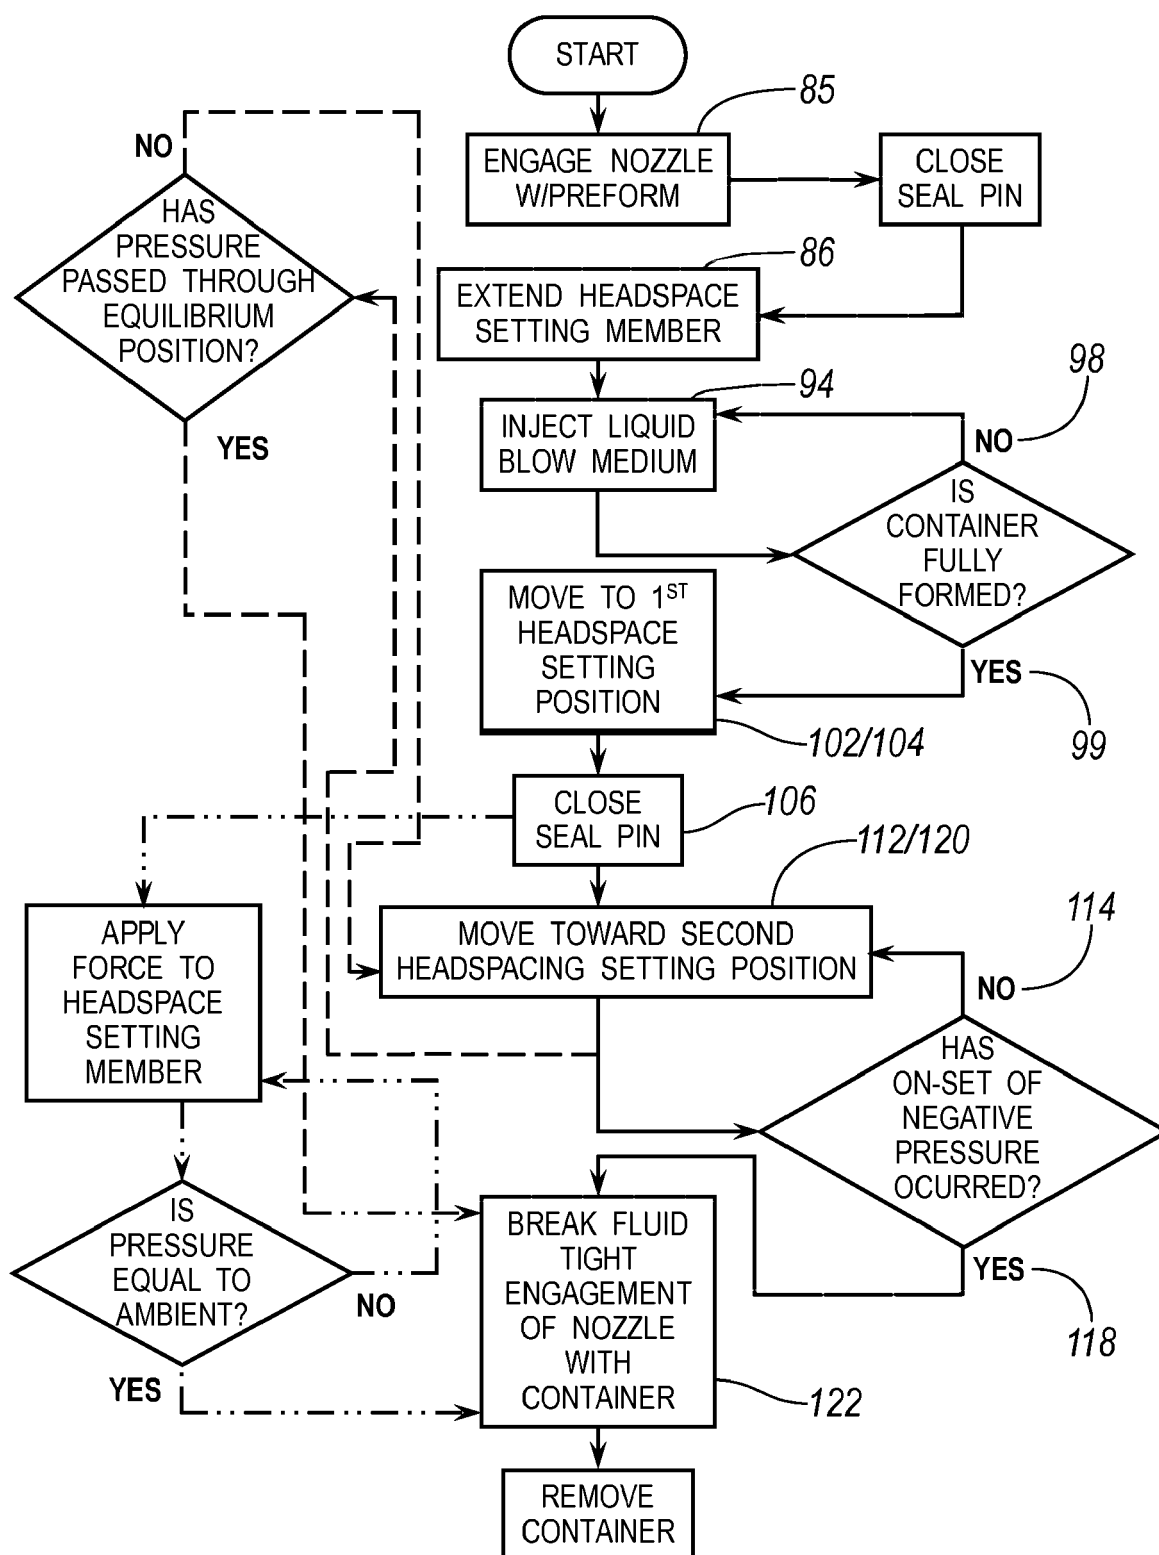 START
85
ENGAGE NOZZLE
W/PREFORM
CLOSE
SEAL PIN
NO
HAS
PRESSURE
PASSED THROUGH
EQUILIBRIUM
POSITION?
YES
86
EXTEND HEADSPACE
SETTING MEMBER
94
INJECT LIQUID
BLOW MEDIUM
98
NO
IS
CONTAINER
FULLY
FORMED?
YES
99
MOVE TO 1ST
HEADSPACE
SETTING
POSITION
102/104
CLOSE
SEAL PIN
106
112/120
MOVE TOWARD SECOND
HEADSPACING SETTING POSITION
114
NO
HAS
ON-SET OF
NEGATIVE
PRESSURE
OCURRED?
YES
118
APPLY
FORCE TO
HEADSPACE
SETTING
MEMBER
IS
PRESSURE
EQUAL TO
AMBIENT?
NO
YES
BREAK FLUID
TIGHT
ENGAGEMENT
OF NOZZLE
WITH
CONTAINER
122
REMOVE
CONTAINER